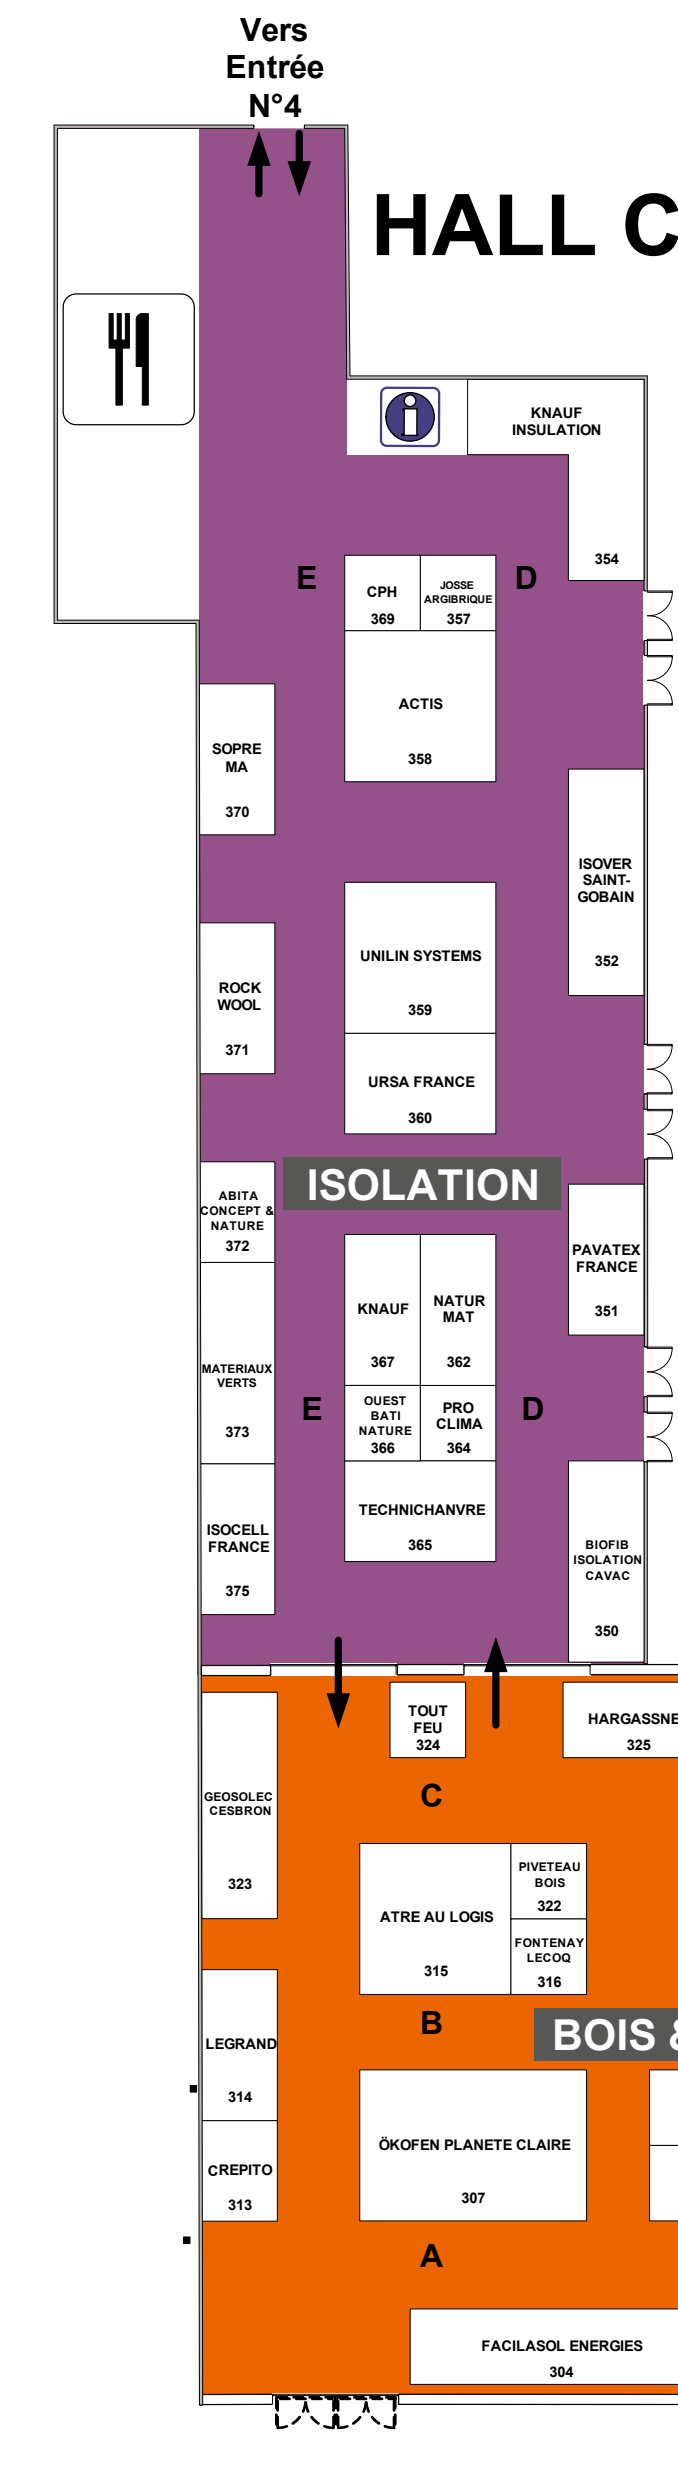 Vers
Entrée
N°4
HALL C
KNAUF
INSULATION
354
E
D
CPH
369
JOSSE
ARGIBRIQUE
357
ACTIS
358
SOPRE
MA
370
ISOVER
SAINT-
GOBAIN
352
UNILIN SYSTEMS
359
ROCK
WOOL
371
URSA FRANCE
360
ISOLATION
ABITA
CONCEPT &
NATURE
372
PAVATEX
FRANCE
351
KNAUF
367
NATUR
MAT
362
MATERIAUX
VERTS
373
E
OUEST
BATI
NATURE
366
PRO
CLIMA
364
D
TECHNICHANVRE
365
ISOCELL
FRANCE
375
BIOFIB
ISOLATION
CAVAC
350
TOUT
FEU
324
HARGASSNE
325
C
GEOSOLEC
CESBRON
323
ATRE AU LOGIS
315
PIVETEAU
BOIS
322
FONTENAY
LECOQ
316
B
BOIS &
LEGRAND
314
ÖKOFEN PLANETE CLAIRE
307
CREPITO
313
A
FACILASOL ENERGIES
304